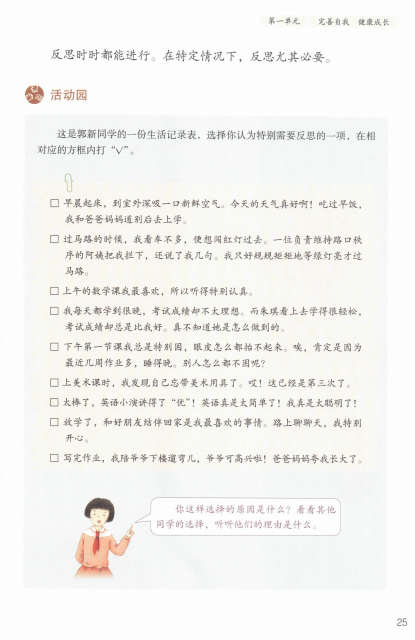 第一单元 完善自我 健康成长
反思时时都能进行。在特定情况下，反思尤其必要。
活动园
这是郭新同学的一份生活记录表，选择你认为特别需要反思的一项，在相
对应的方框内打“√”。
□ 早晨起床，到室外深吸一口新鲜空气。今天的天气真好啊！吃过早饭，
我和爸爸妈妈道别后去上学。
□ 过马路的时候，我看车不多，便想闯红灯过去。一位负责维持路口秩
序的阿姨把我拦下，还说了我几句。我只好规规矩矩地等绿灯亮才过
马路。
□ 上午的数学课我最喜欢，所以听得特别认真。
□ 我每天都学到很晚，考试成绩却不太理想。而朱琪看上去学得很轻松，
考试成绩却总是比我好。真不知道她是怎么做到的。
□ 下午第一节课我总是特别困，眼皮怎么都抬不起来。唉，肯定是因为
最近几周作业多，睡得晚。别人怎么都不困呢？
□ 上美术课时，我发现自己忘带美术用具了。哎！这已经是第三次了。
□ 太棒了，英语小演讲得了“优”！英语真是太简单了！我真是太聪明了！
□ 放学了，和好朋友结伴回家是我最喜欢的事情。路上聊聊天，我特别
开心。
□ 写完作业，我陪爷爷下楼遛弯儿，爷爷可高兴啦！爸爸妈妈夸我长大了。
你这样选择的原因是什么？看看其他
同学的选择，听听他们的理由是什么。
25